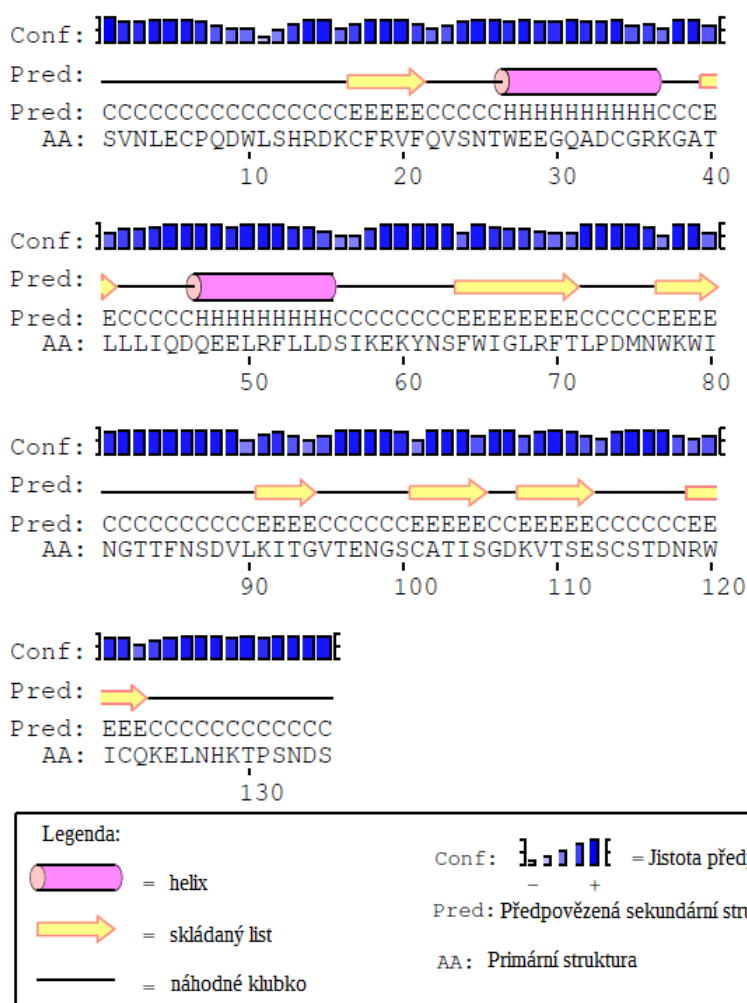 Conf:
Pred:
Pred: CCCCCCCCCCCCCCCCEEEEECCCCCHHHHHHHHHHCCCE
AA: SVNLECPQDWLSHRDKCFRVFQVSNTWEEGQADCGRKGAT
10 20 30 40
Conf:
Pred:
Pred: ECCCCCHHHHHHHHHCCCCCCCCEEEEEEEECCCCCEEEE
AA: LLLIQDQEELRFLLDSIKEKYNSFWIGLRFTLPDMNWKWI
50 60 70 80
Conf:
Pred:
Pred: CCCCCCCCCCEEEECCCCCCEEEEECCEEEEECCCCCCEE
AA: NGTTFNSDVLKITGVTENGSCATISGDKVTSESCSTDNRW
90 100 110 120
Conf:
Pred:
Pred: EEECCCCCCCCCCCC
AA: ICQKELNHKTPSNDS
130
Legenda:
= helix
= skládaný list
= náhodné klubko
Conf: = Jistota
– +
Pred: Předpovězená sekundární
AA: Primární struktura